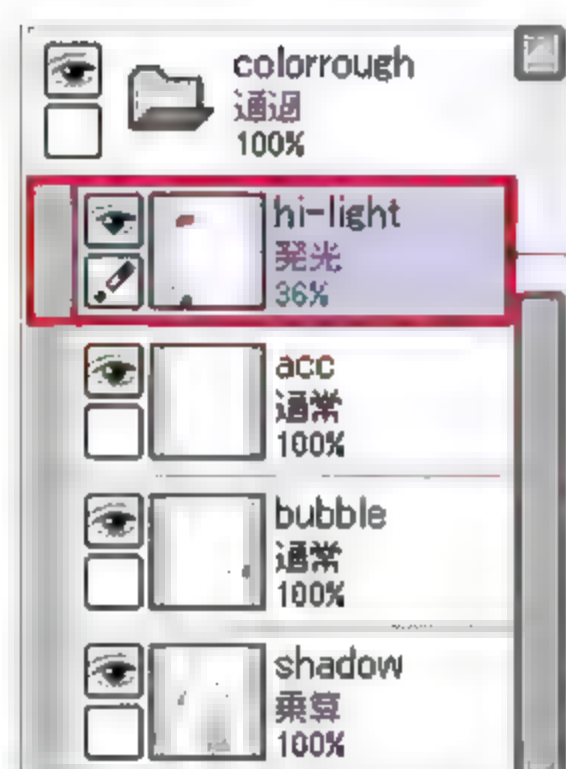 colorrough
通過
100%
hi-light
発光
36%
acc
通常
100%
bubble
通常
100%
shadow
乗算
100%